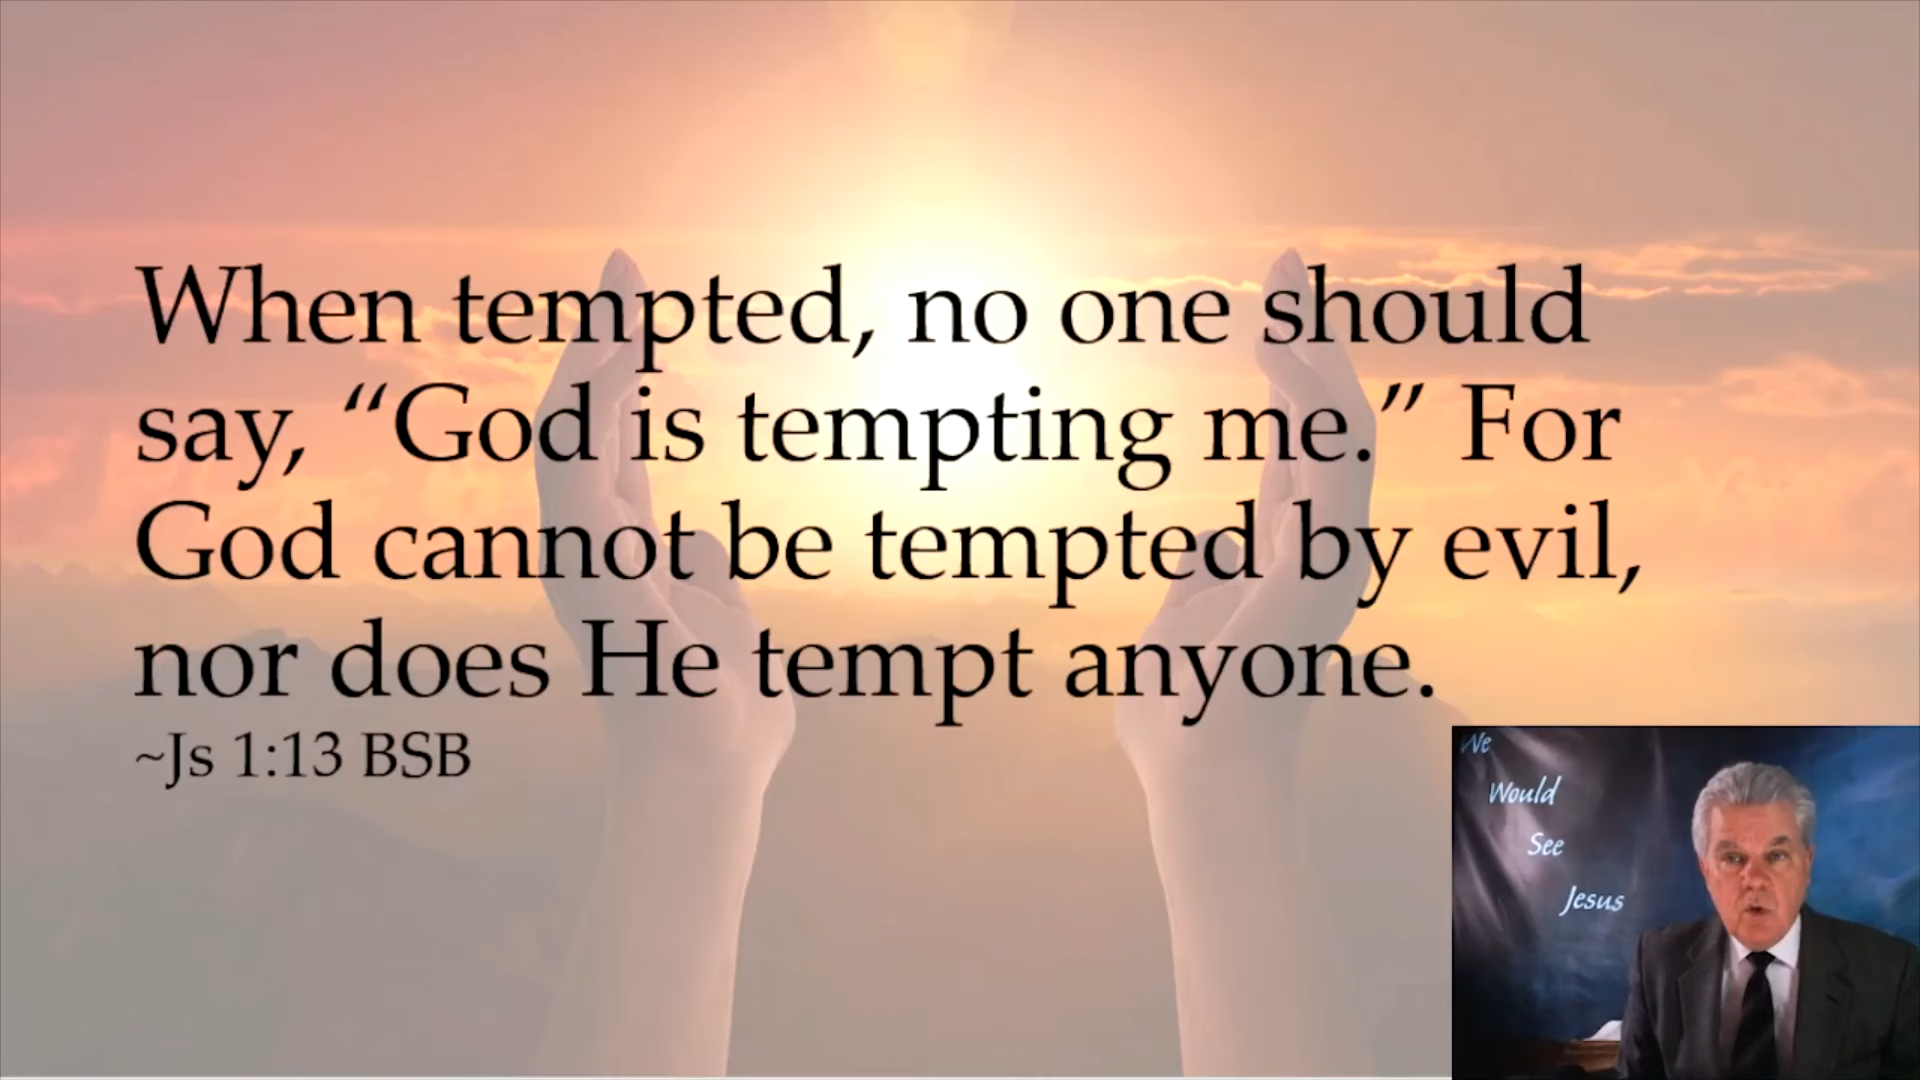 When tempted, no one should
say, “God is tempting me.” For
God cannot be tempted by evil,
nor does He tempt anyone.
~Js 1:13 BSB
We
Would
See
Jesus